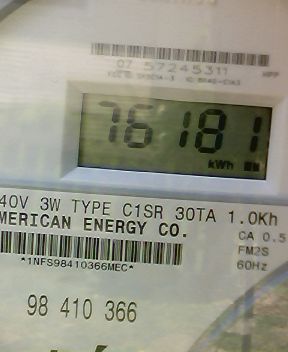 07 57245311
76181
kWh
40V 3W TYPE C1SR 30TA 1.0Kh
MERICAN ENERGY CO.
CA 0.5
FM2S
60Hz
*1NFS98410366MEC*
98 410 366